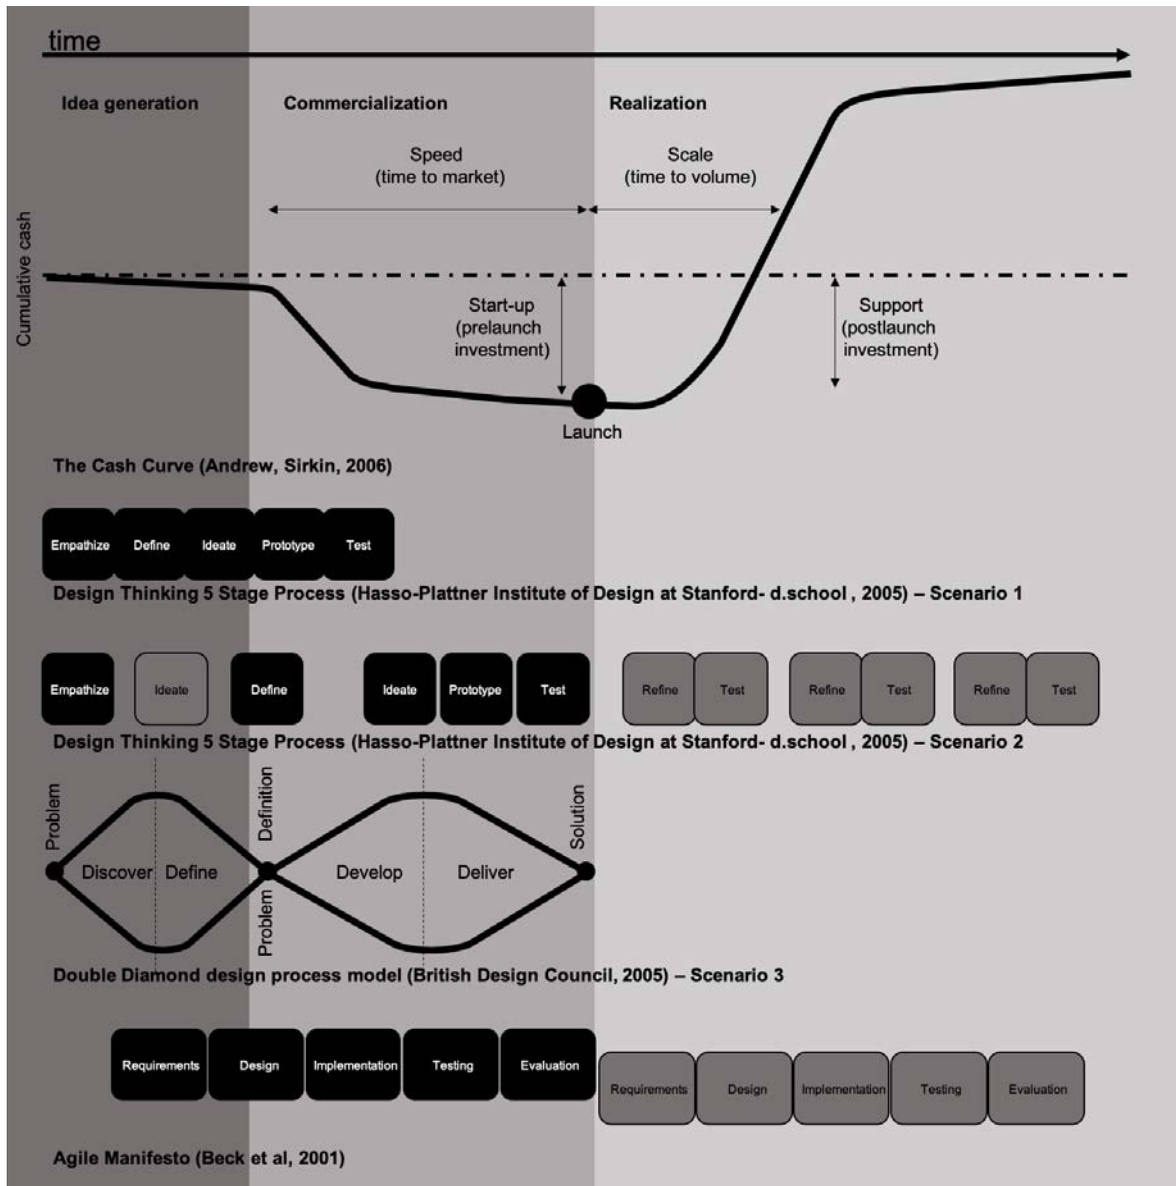 time
Idea generation
Commercialization
Realization
Speed
(time to market)
Scale
(time to volume)
Cumulative cash
Start-up
(prelaunch
investment)
Support
(postlaunch
investment)
Launch
The Cash Curve (Andrew, Sirkin, 2006)
Empathize
Define
Ideate
Prototype
Test
Design Thinking 5 Stage Process (Hasso-Plattner Institute of Design at Stanford- d.school , 2005) – Scenario 1
Empathize
Ideate
Define
Ideate
Prototype
Test
Refine
Test
Refine
Test
Refine
Test
Design Thinking 5 Stage Process (Hasso-Plattner Institute of Design at Stanford- d.school , 2005) – Scenario 2
Problem
Discover
Define
Problem Definition
Develop
Deliver
Solution
Double Diamond design process model (British Design Council, 2005) – Scenario 3
Requirements
Design
Implementation
Testing
Evaluation
Requirements
Design
Implementation
Testing
Evaluation
Agile Manifesto (Beck et al, 2001)